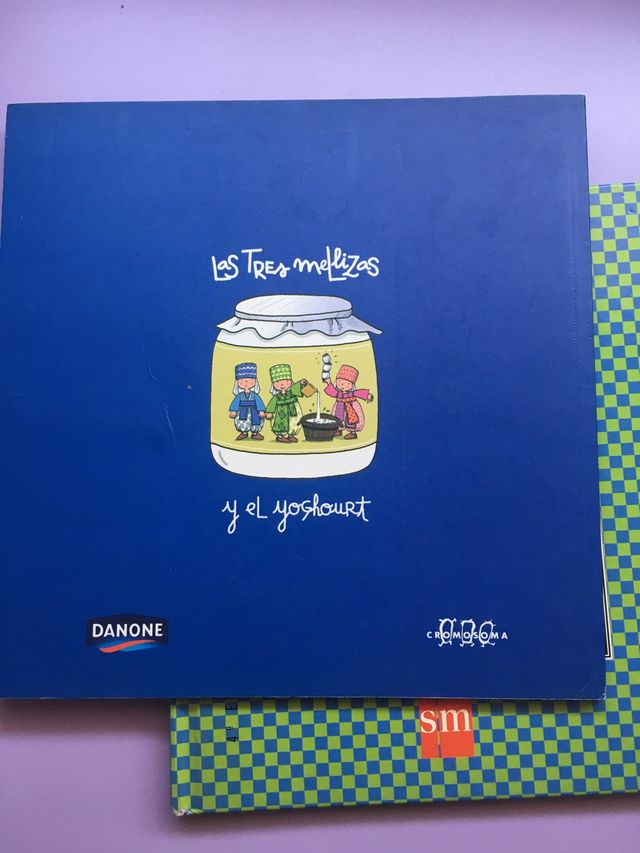 Las Tres mellizas
y el yoghourt
DANONE
CROMOSOMA
sm